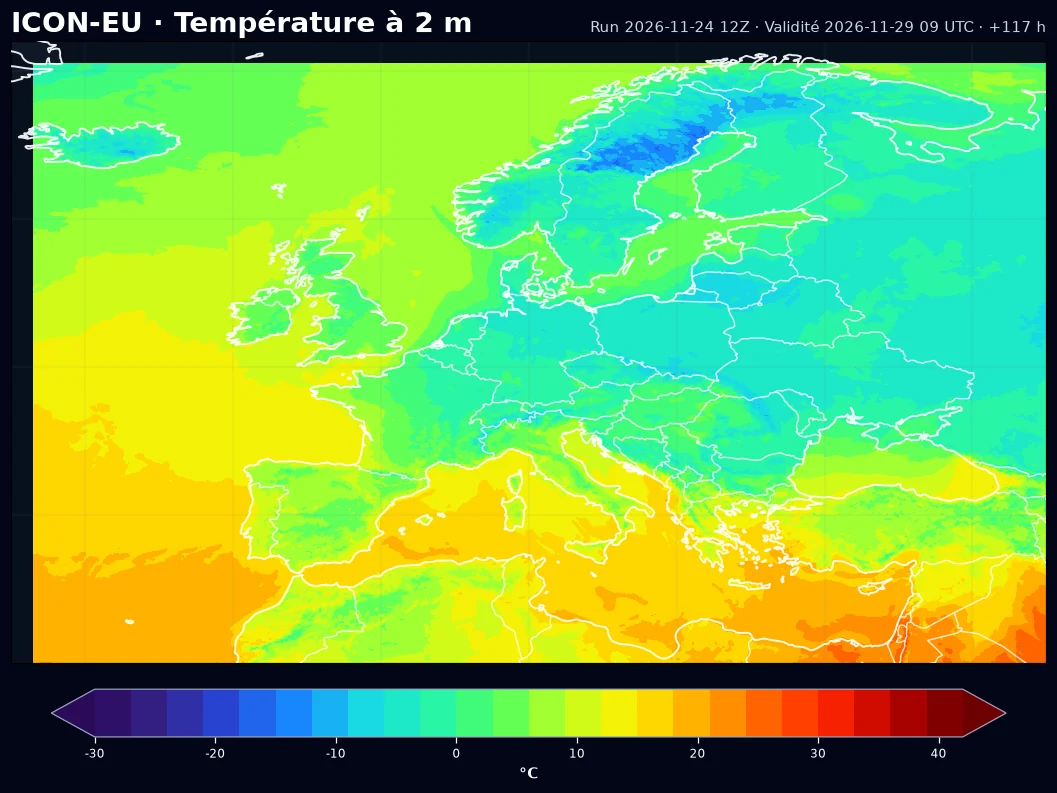 ICON-EU · Température à 2 m
Run 2026-11-24 12Z · Validité 2026-11-29 09 UTC · +117 h
-30 -20 -10 0 10 20 30 40
°C